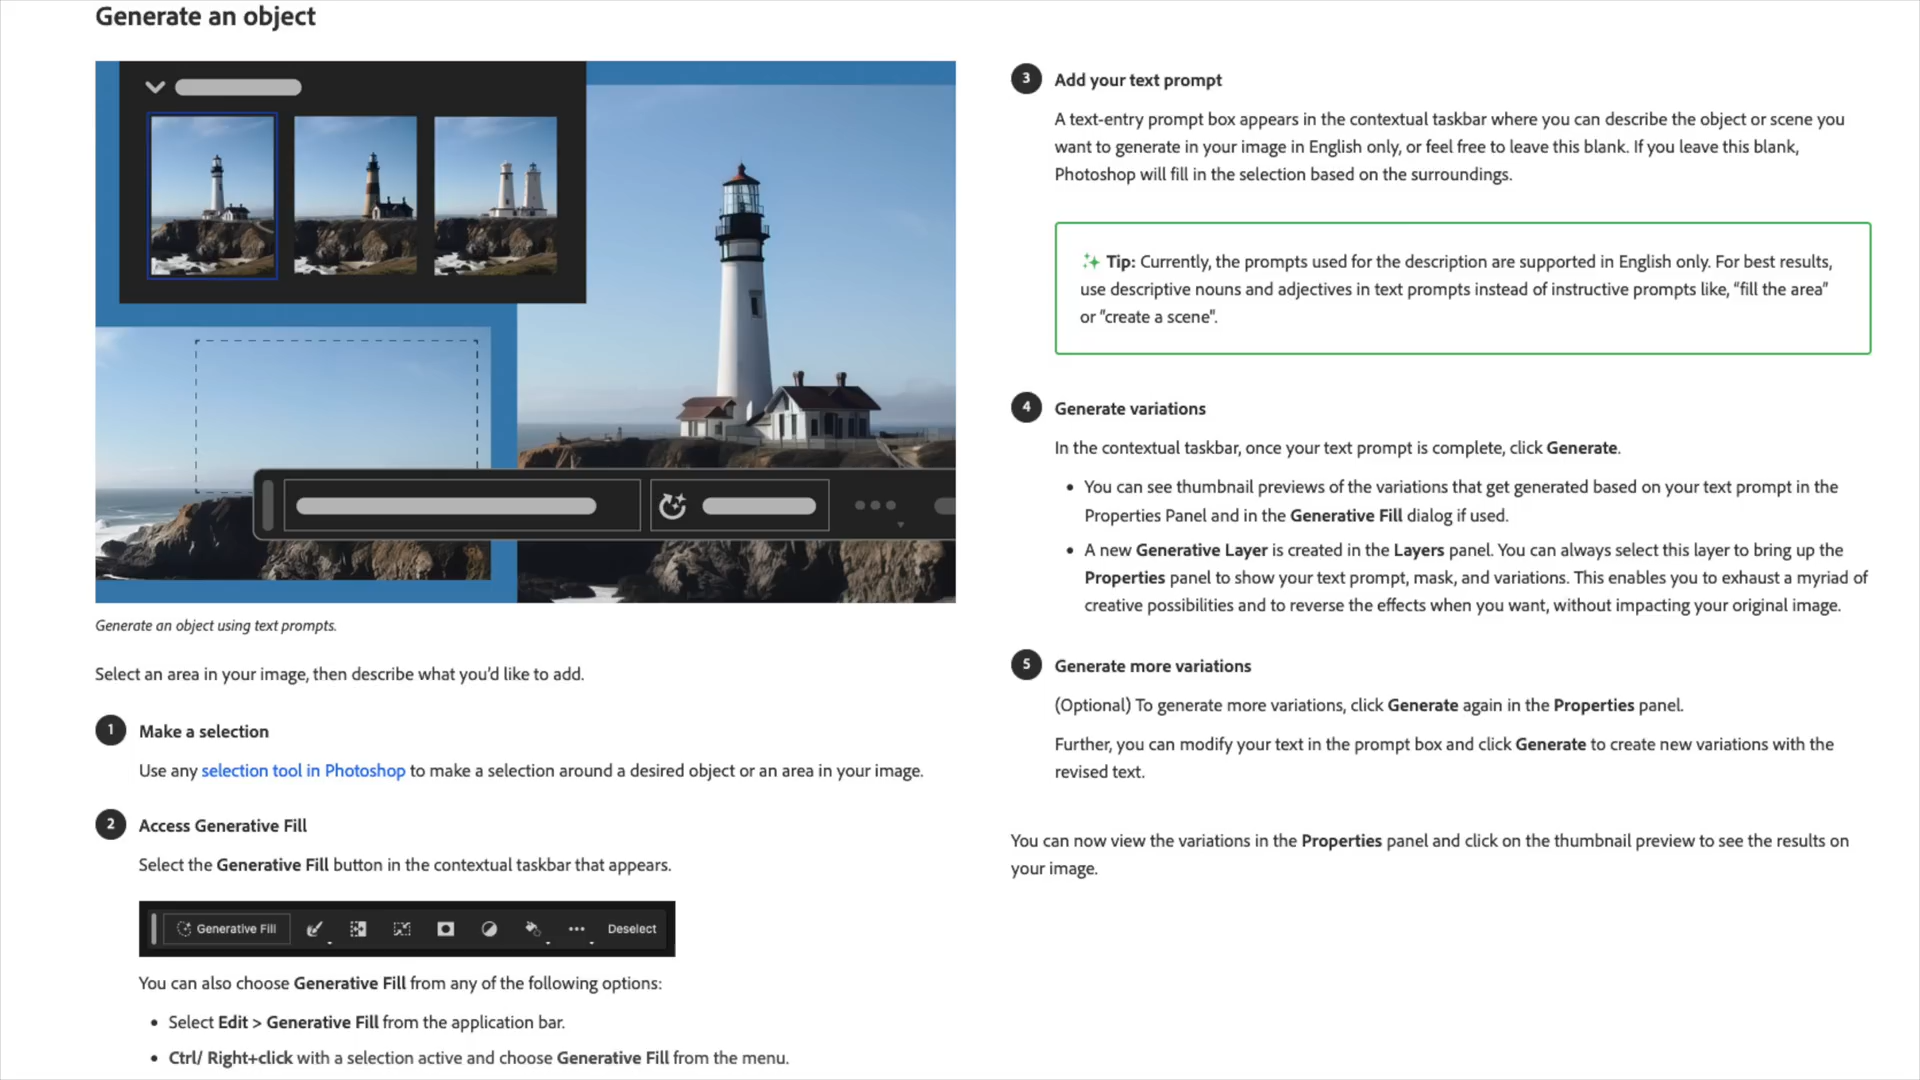 Generate an object
Generate an object using text prompts.
Select an area in your image, then describe what you'd like to add.
1 Make a selection
Use any selection tool in Photoshop to make a selection around a desired object or an area in your image.
2 Access Generative Fill
Select the Generative Fill button in the contextual taskbar that appears.
Generative Fill ••• Deselect
You can also choose Generative Fill from any of the following options:
• Select Edit > Generative Fill from the application bar.
• Ctrl/ Right+click with a selection active and choose Generative Fill from the menu.
3 Add your text prompt
A text-entry prompt box appears in the contextual taskbar where you can describe the object or scene you
want to generate in your image in English only, or feel free to leave this blank. If you leave this blank,
Photoshop will fill in the selection based on the surroundings.
Tip: Currently, the prompts used for the description are supported in English only. For best results,
use descriptive nouns and adjectives in text prompts instead of instructive prompts like, “fill the area”
or "create a scene".
4 Generate variations
In the contextual taskbar, once your text prompt is complete, click Generate.
• You can see thumbnail previews of the variations that get generated based on your text prompt in the
Properties Panel and in the Generative Fill dialog if used.
• A new Generative Layer is created in the Layers panel. You can always select this layer to bring up the
Properties panel to show your text prompt, mask, and variations. This enables you to exhaust a myriad of
creative possibilities and to reverse the effects when you want, without impacting your original image.
5 Generate more variations
(Optional) To generate more variations, click Generate again in the Properties panel.
Further, you can modify your text in the prompt box and click Generate to create new variations with the
revised text.
You can now view the variations in the Properties panel and click on the thumbnail preview to see the results on
your image.